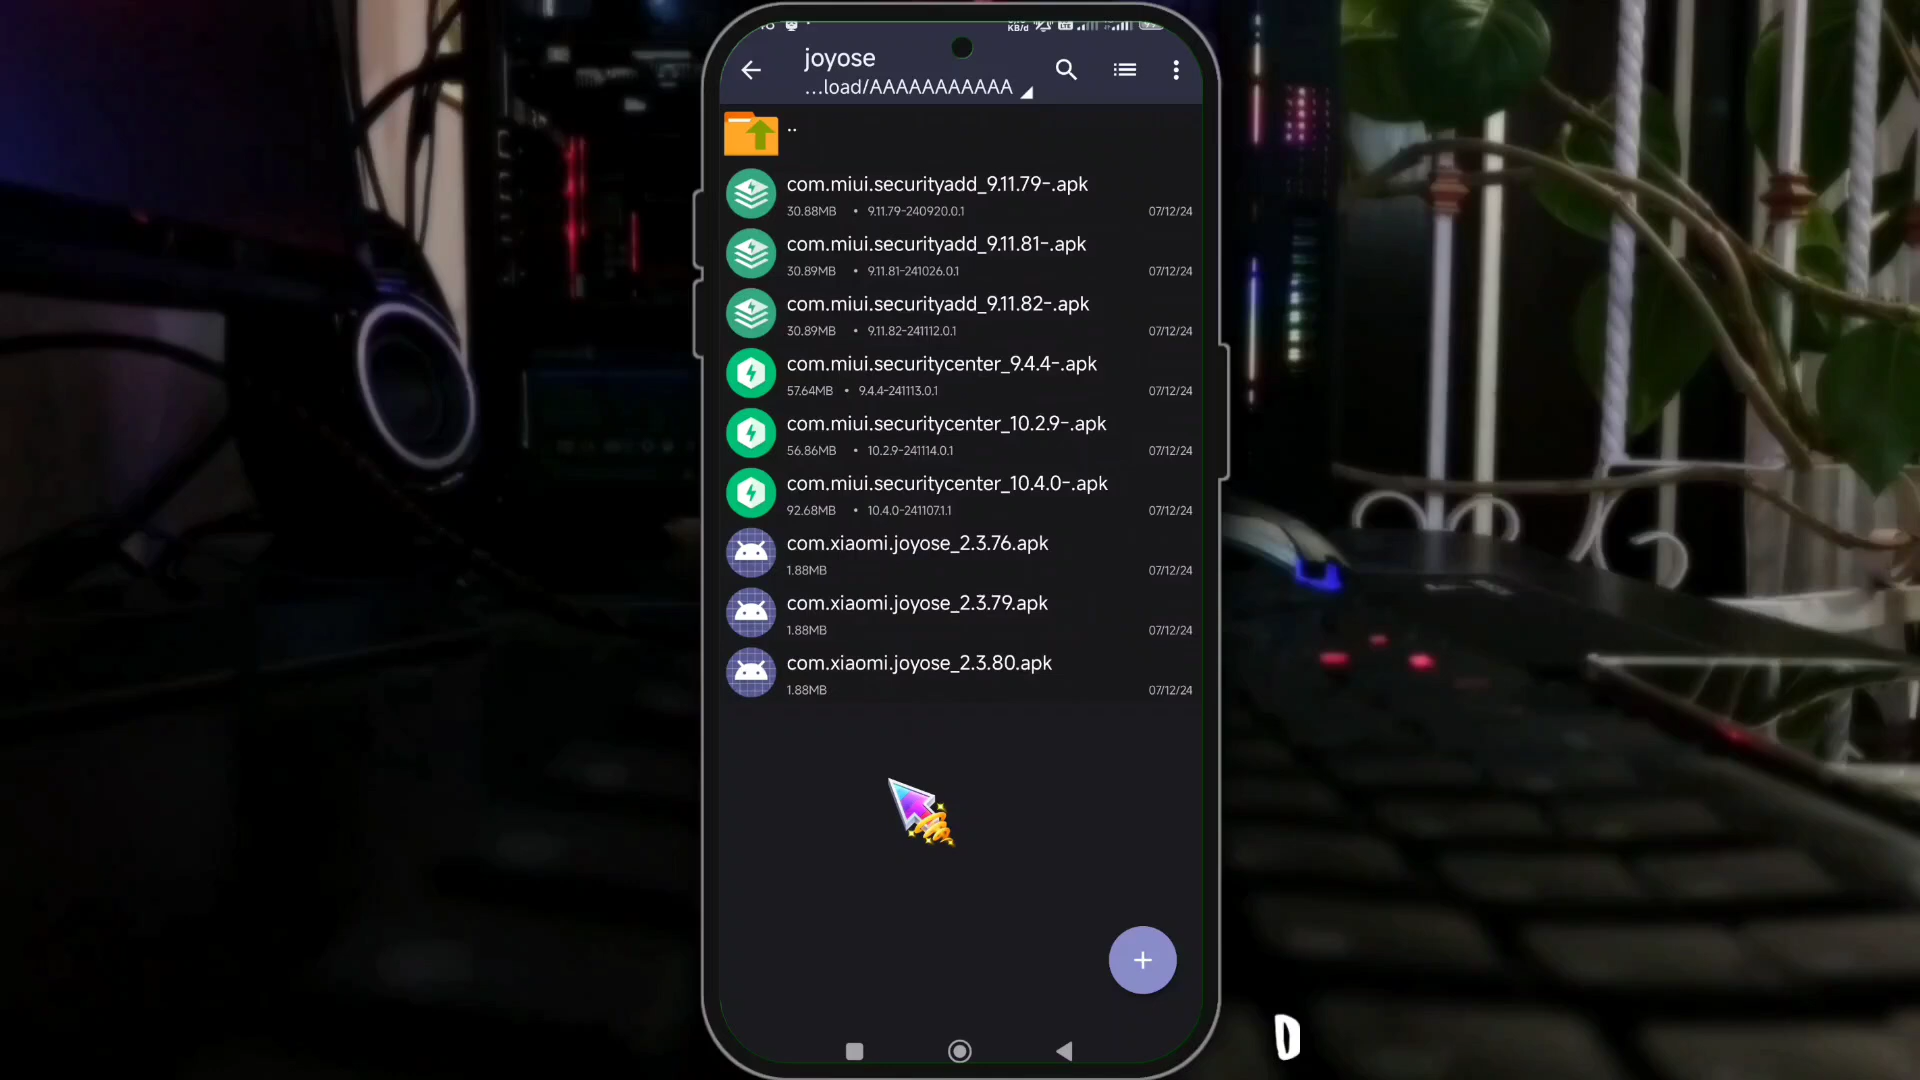 KB/d
joyose
...load/AAAAAAAAAAA
..
com.miui.securityadd_9.11.79-.apk
30.88MB • 9.11.79-240920.0.1 07/12/24
com.miui.securityadd_9.11.81-.apk
30.89MB • 9.11.81-241026.0.1 07/12/24
com.miui.securityadd_9.11.82-.apk
30.89MB • 9.11.82-241112.0.1 07/12/24
com.miui.securitycenter_9.4.4-.apk
57.64MB • 9.4.4-241113.0.1 07/12/24
com.miui.securitycenter_10.2.9-.apk
56.86MB • 10.2.9-241114.0.1 07/12/24
com.miui.securitycenter_10.4.0-.apk
92.68MB • 10.4.0-241107.1.1 07/12/24
com.xiaomi.joyose_2.3.76.apk
1.88MB 07/12/24
com.xiaomi.joyose_2.3.79.apk
1.88MB 07/12/24
com.xiaomi.joyose_2.3.80.apk
1.88MB 07/12/24
D